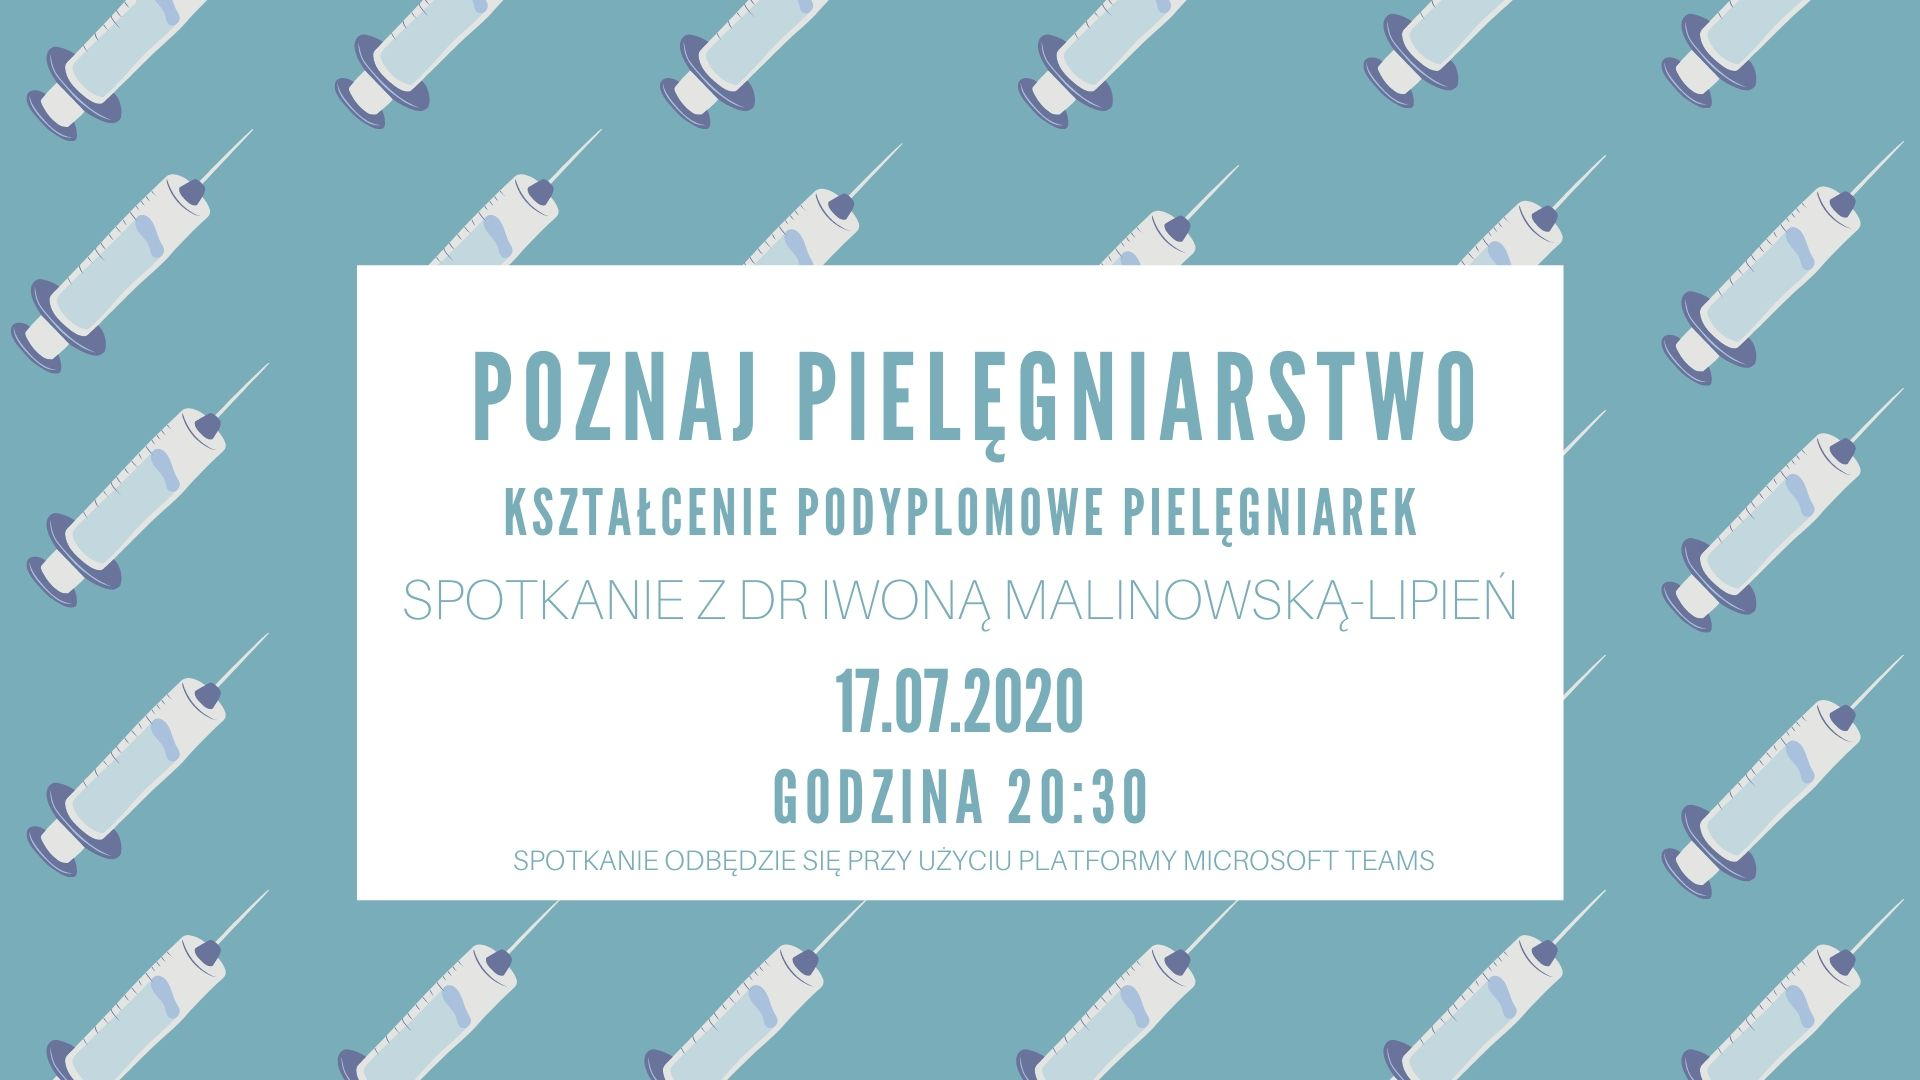 POZNAJ PIELĘGNIARSTWO
KSZTAŁCENIE PODYPLOMOWE PIELĘGNIAREK
SPOTKANIE Z DR IWONĄ MALINOWSKĄ-LIPIEŃ
17.07.2020
GODZINA 20:30
SPOTKANIE ODBĘDZIE SIĘ PRZY UŻYCIU PLATFORMY MICROSOFT TEAMS